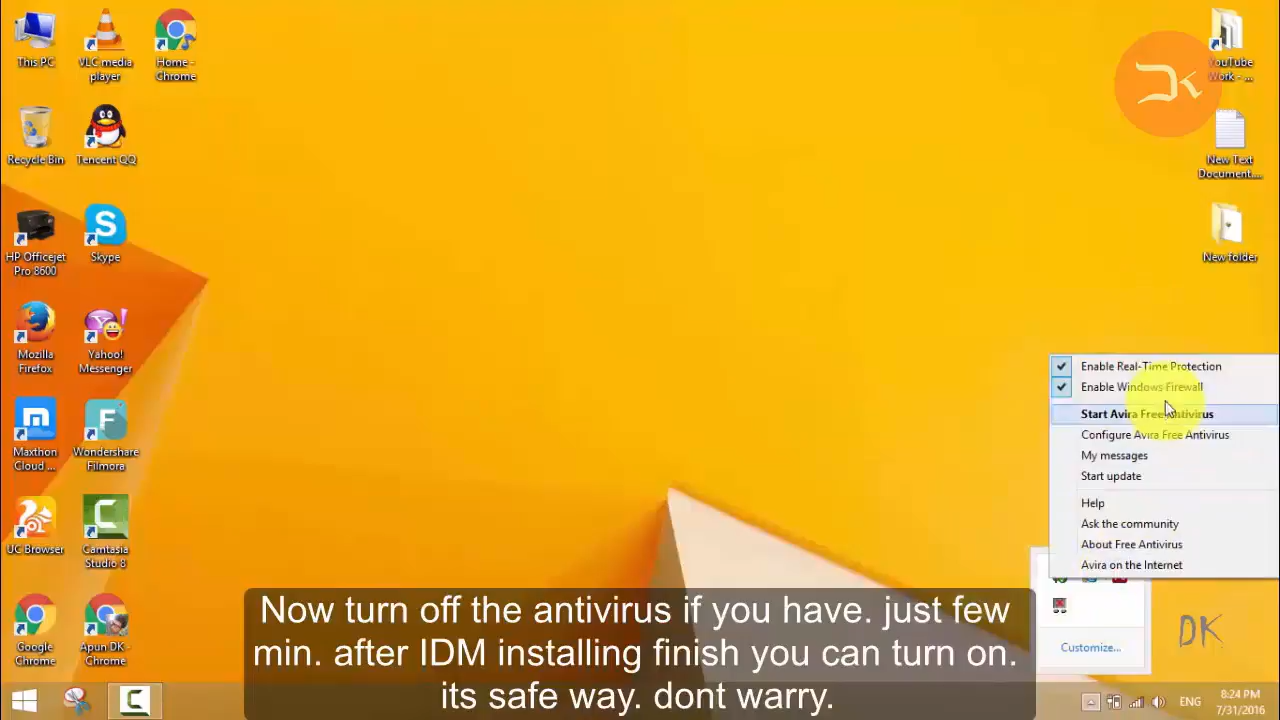 This PC
VLC media
player
Home -
Chrome
Recycle Bin
Tencent QQ
HP Officejet
Pro 8600
Skype
Mozilla
Firefox
Yahoo!
Messenger
Maxthon
Cloud ...
Wondershare
Filmora
UC Browser
Camtasia
Studio 8
Google
Chrome
Apun DK -
Chrome
YouTube
Work - ...
DK
New Text
Document....
New folder
Enable Real-Time Protection
Enable Windows Firewall
Start Avira Free Antivirus
Configure Avira Free Antivirus
My messages
Start update
Help
Ask the community
About Free Antivirus
Avira on the Internet
Customize...
DK
Now turn off the antivirus if you have. just few
min. after IDM installing finish you can turn on.
its safe way. dont warry.
ENG
8:24 PM
7/31/2016